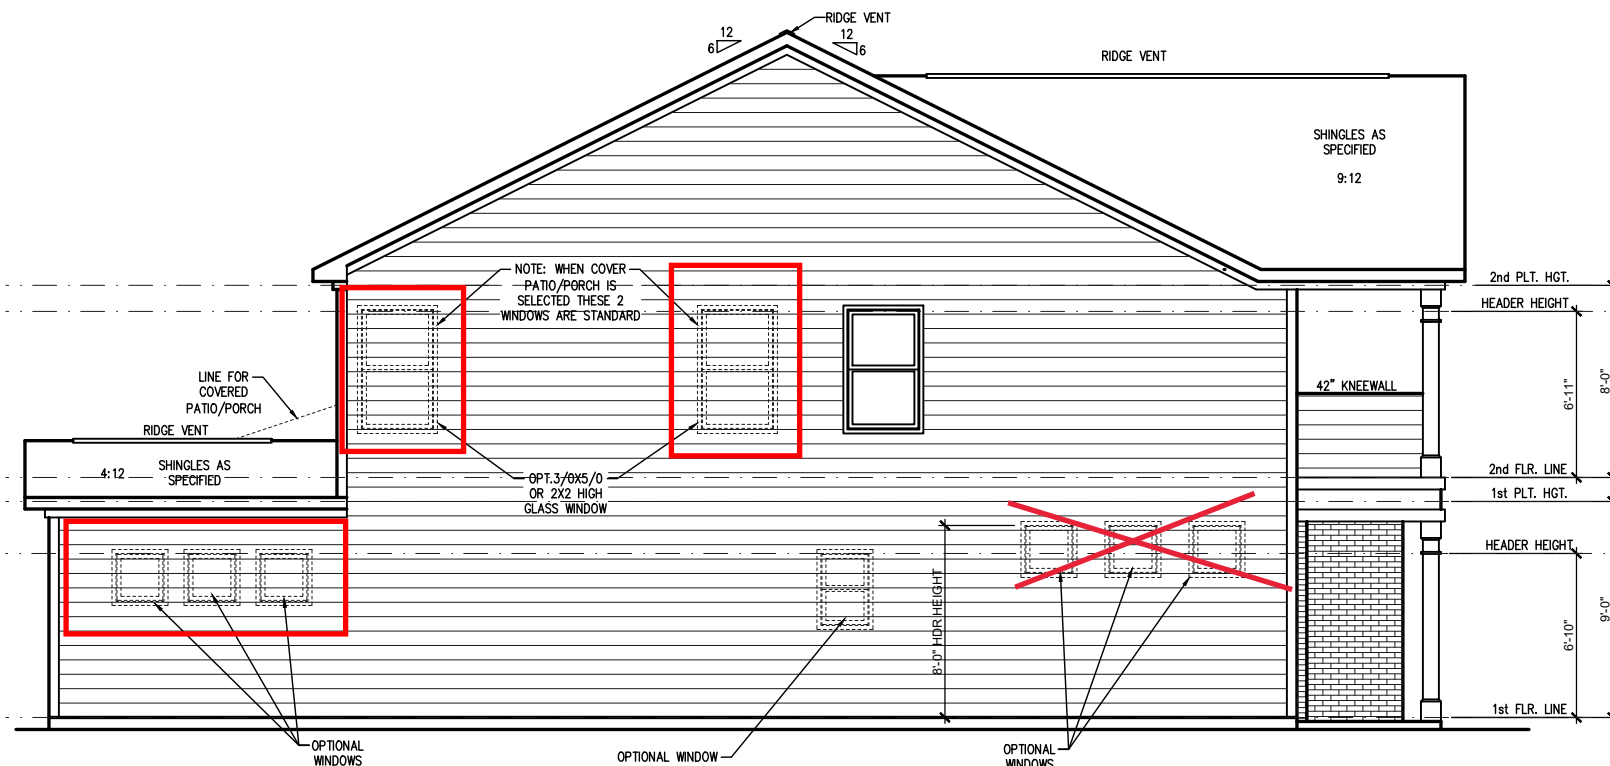 RIDGE VENT
12
6
12
6
RIDGE VENT
SHINGLES AS
SPECIFIED
9:12
NOTE: WHEN COVER
PATIO/PORCH IS
SELECTED THESE 2
WINDOWS ARE STANDARD
2nd PLT. HGT.
HEADER HEIGHT
LINE FOR
COVERED
PATIO/PORCH
42" KNEEWALL
6'-11"
8'-0"
RIDGE VENT
4:12
SHINGLES AS
SPECIFIED
OPT.3/0X5/0
OR 2X2 HIGH
GLASS WINDOW
2nd FLR. LINE
1st PLT. HGT.
HEADER HEIGHT
8'-0" HDR HEIGHT
6'-10"
9'-0"
1st FLR. LINE
OPTIONAL
WINDOWS
OPTIONAL WINDOW
OPTIONAL
WINDOWS